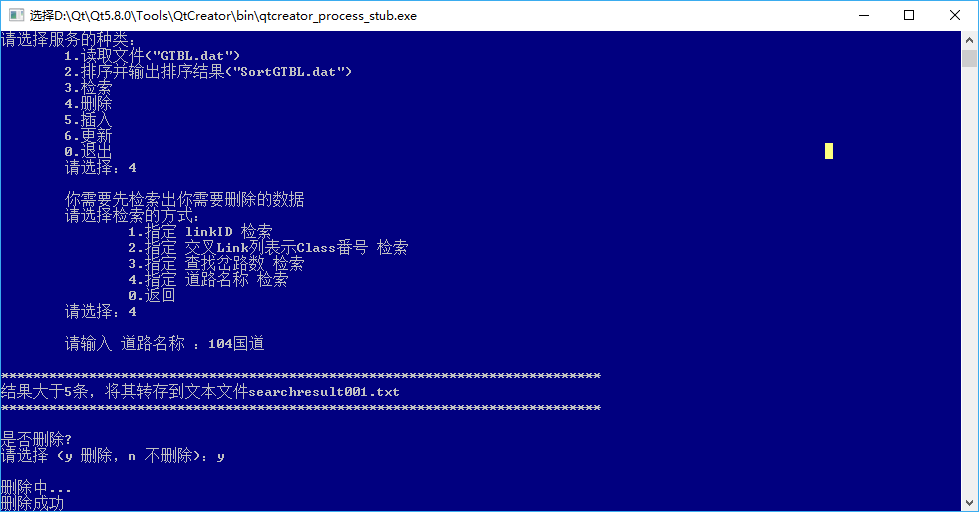 选择D:\Qt\Qt5.8.0\Tools\QtCreator\bin\qtcreator_process_stub.exe
请选择服务的种类:
1.读取文件("GTBL.dat")
2.排序并输出排序结果("SortGTBL.dat")
3.检索
4.删除
5.插入
6.更新
0.退出
请选择: 4
你需要先检索出你需要删除的数据
请选择检索的方式:
1.指定 linkID 检索
2.指定 交叉Link列表示Class番号 检索
3.指定 查找岔路数 检索
4.指定 道路名称 检索
0.返回
请选择: 4
请输入 道路名称 : 104国道
***************************************************************************
结果大于5条, 将其转存到文本文件searchresult001.txt
***************************************************************************
是否删除?
请选择 (y 删除, n 不删除): y
删除中...
删除成功